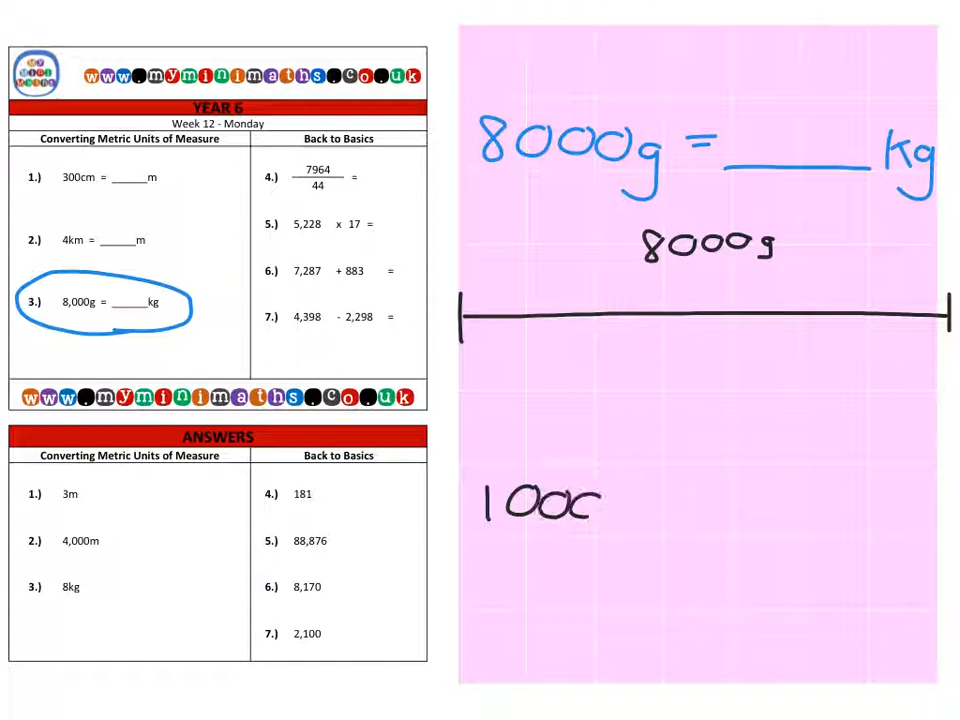 MY
MINI
MATHS
www.myminimaths.co.uk
YEAR 6
Week 12 - Monday
Converting Metric Units of Measure
Back to Basics
1.) 300cm = ______m
2.) 4km = ______m
3.) 8,000g = ______kg
4.) 7964
44 =
5.) 5,228 x 17 =
6.) 7,287 + 883 =
7.) 4,398 - 2,298 =
www.myminimaths.co.uk
ANSWERS
Converting Metric Units of Measure
Back to Basics
1.) 3m
2.) 4,000m
3.) 8kg
4.) 181
5.) 88,876
6.) 8,170
7.) 2,100
8000g = ______ kg
8000g
100